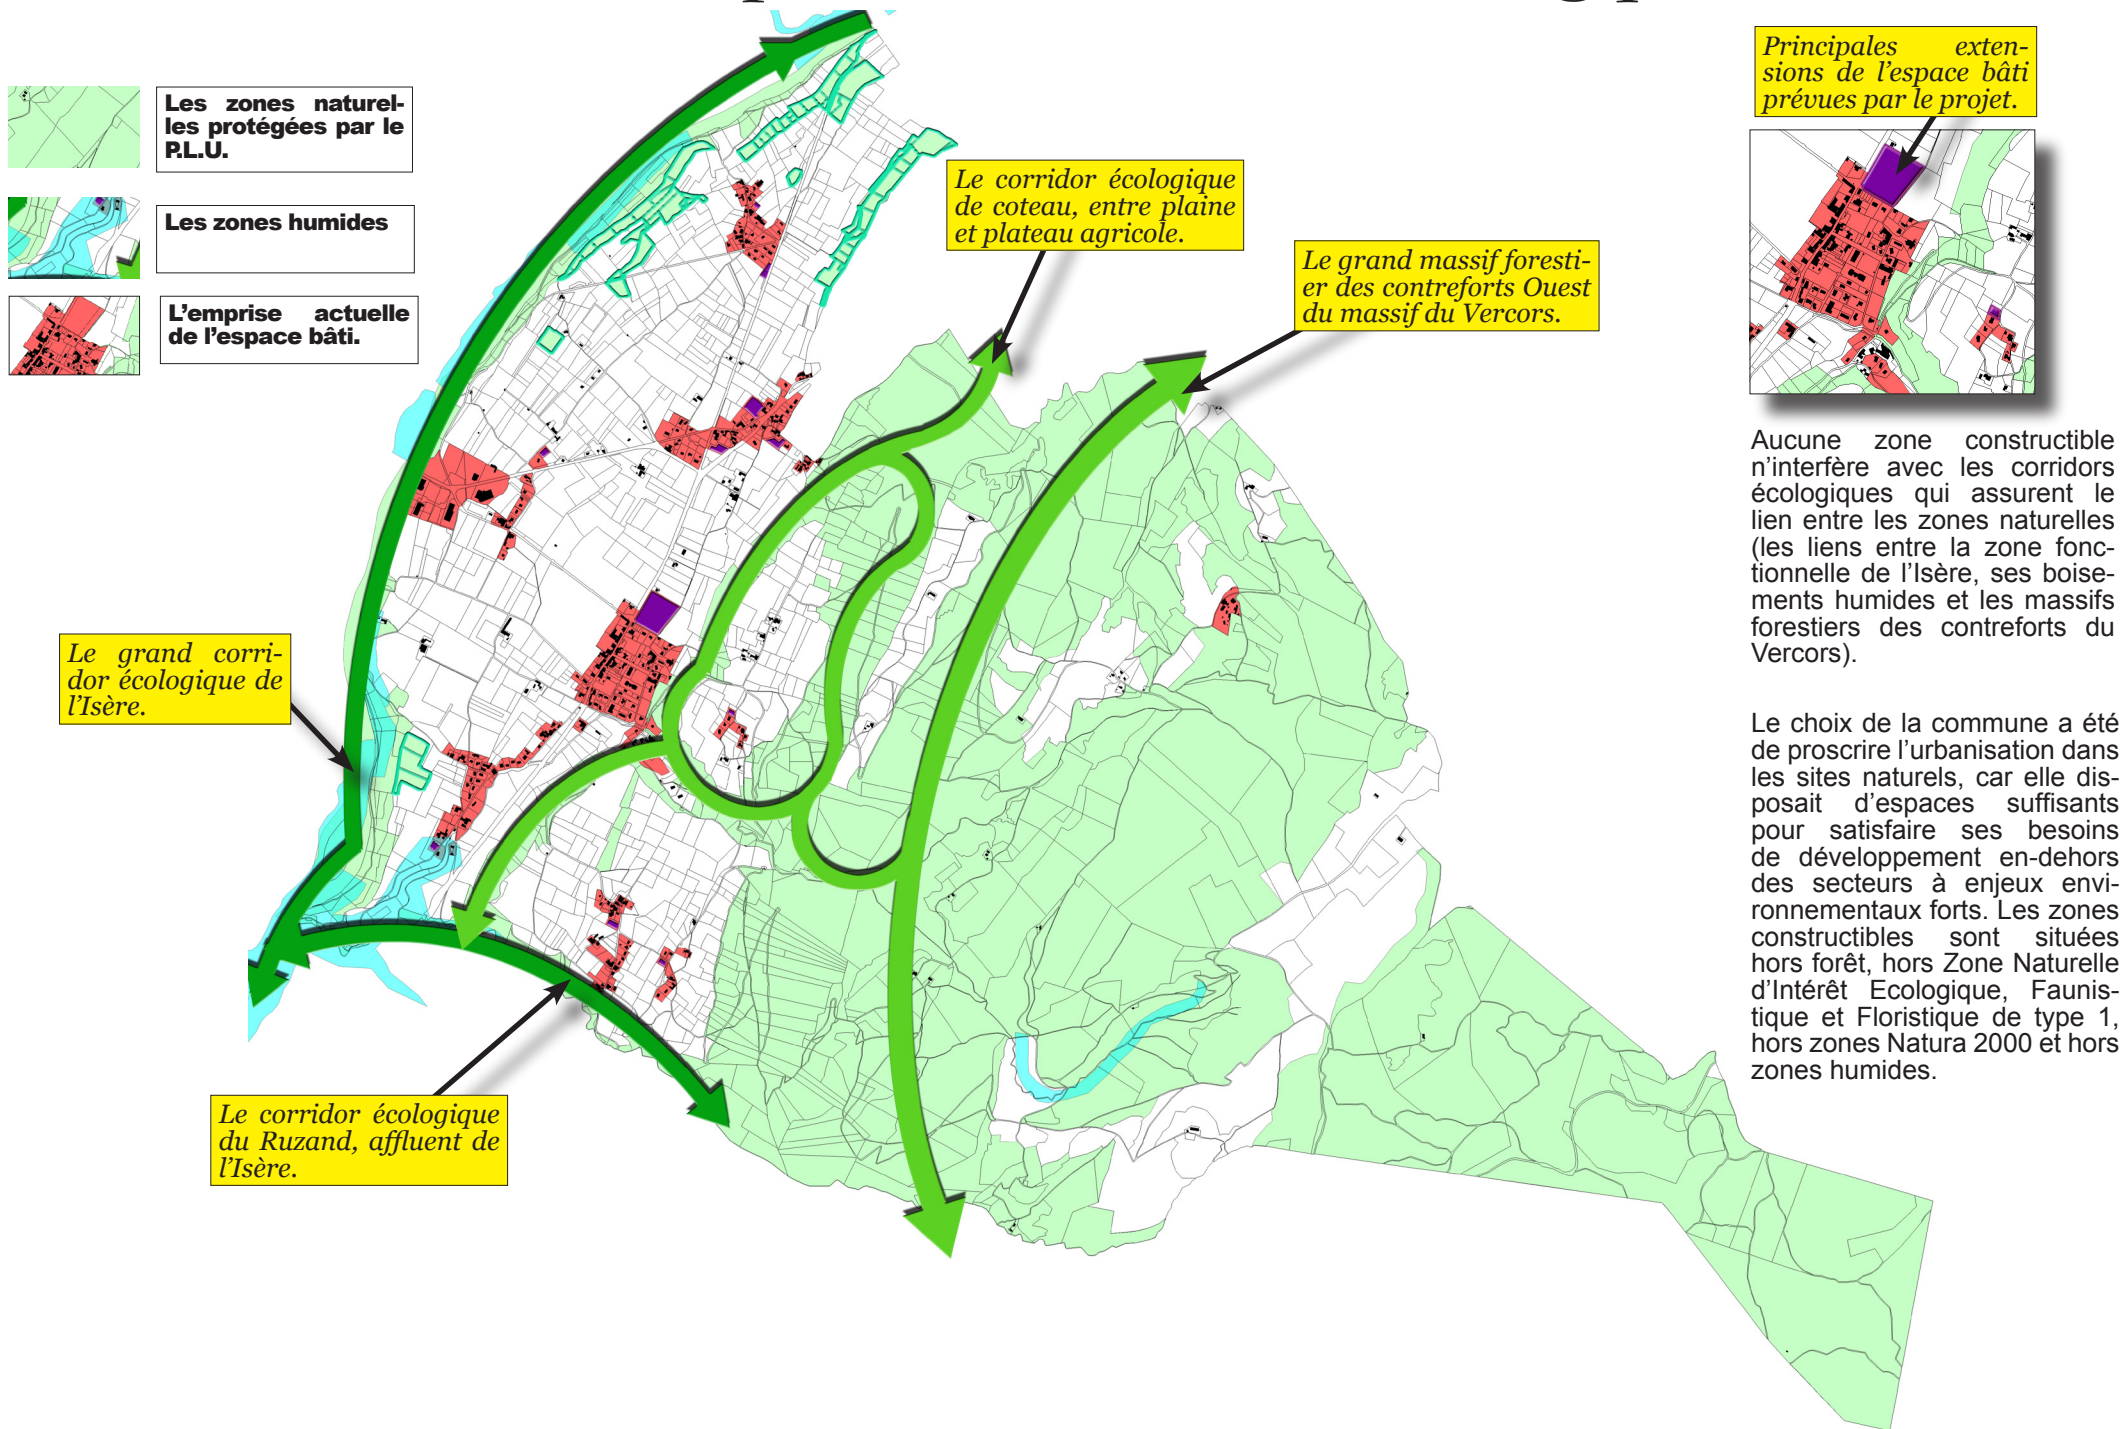 Les zones naturel-
les protégées par le
P.L.U.
Les zones humides
L'emprise actuelle
de l'espace bâti.
Le corridor écologique
de coteau, entre plaine
et plateau agricole.
Le grand massif foresti-
er des contreforts Ouest
du massif du Vercors.
Le grand corri-
dor écologique de
l'Isère.
Le corridor écologique
du Ruzand, affluent de
l'Isère.
Principales exten-
sions de l'espace bâti
prévues par le projet.
Aucune zone constructible
n'interfère avec les corridors
écologiques qui assurent le
lien entre les zones naturelles
(les liens entre la zone fonc-
tionnelle de l'Isère, ses boise-
ments humides et les massifs
forestiers des contreforts du
Vercors).
Le choix de la commune a été
de proscrire l'urbanisation dans
les sites naturels, car elle dis-
posait d'espaces suffisants
pour satisfaire ses besoins
de développement en-dehors
des secteurs à enjeux envi-
ronnementaux forts. Les zones
constructibles sont situées
hors forêt, hors Zone Naturelle
d'Intérêt Ecologique, Faunis-
tique et Floristique de type 1,
hors zones Natura 2000 et hors
zones humides.